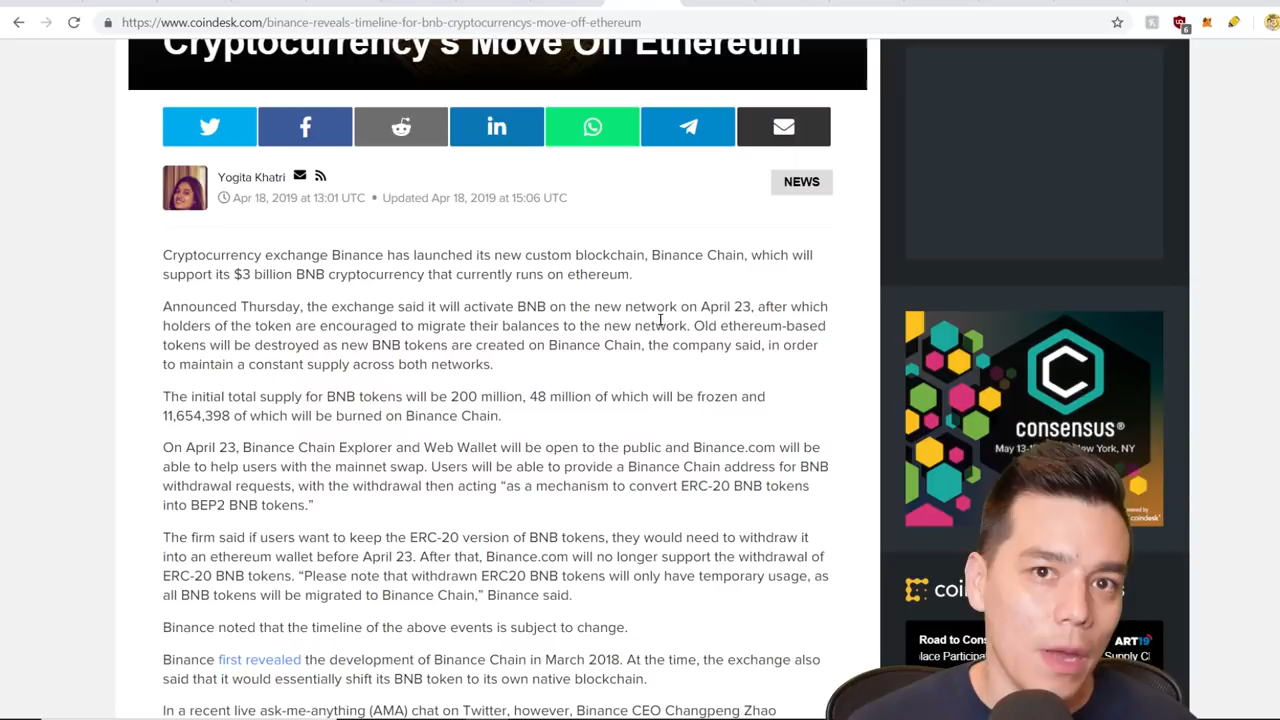 https://www.coindesk.com/binance-reveals-timeline-for-bnb-cryptocurrencys-move-off-ethereum
6
Cryptocurrency's Move Off Ethereum
Yogita Khatri
Apr 18, 2019 at 13:01 UTC • Updated Apr 18, 2019 at 15:06 UTC
NEWS
Cryptocurrency exchange Binance has launched its new custom blockchain, Binance Chain, which will
support its $3 billion BNB cryptocurrency that currently runs on ethereum.
Announced Thursday, the exchange said it will activate BNB on the new network on April 23, after which
holders of the token are encouraged to migrate their balances to the new network. Old ethereum-based
tokens will be destroyed as new BNB tokens are created on Binance Chain, the company said, in order
to maintain a constant supply across both networks.
The initial total supply for BNB tokens will be 200 million, 48 million of which will be frozen and
11,654,398 of which will be burned on Binance Chain.
On April 23, Binance Chain Explorer and Web Wallet will be open to the public and Binance.com will be
able to help users with the mainnet swap. Users will be able to provide a Binance Chain address for BNB
withdrawal requests, with the withdrawal then acting “as a mechanism to convert ERC-20 BNB tokens
into BEP2 BNB tokens.”
The firm said if users want to keep the ERC-20 version of BNB tokens, they would need to withdraw it
into an ethereum wallet before April 23. After that, Binance.com will no longer support the withdrawal of
ERC-20 BNB tokens. “Please note that withdrawn ERC20 BNB tokens will only have temporary usage, as
all BNB tokens will be migrated to Binance Chain,” Binance said.
Binance noted that the timeline of the above events is subject to change.
Binance first revealed the development of Binance Chain in March 2018. At the time, the exchange also
said that it would essentially shift its BNB token to its own native blockchain.
In a recent live ask-me-anything (AMA) chat on Twitter, however, Binance CEO Changpeng Zhao
CONSENSUS®
May 13-1 New York, NY
coindesk
coi
Road to Cons
ART19
lace Particip
Supply C